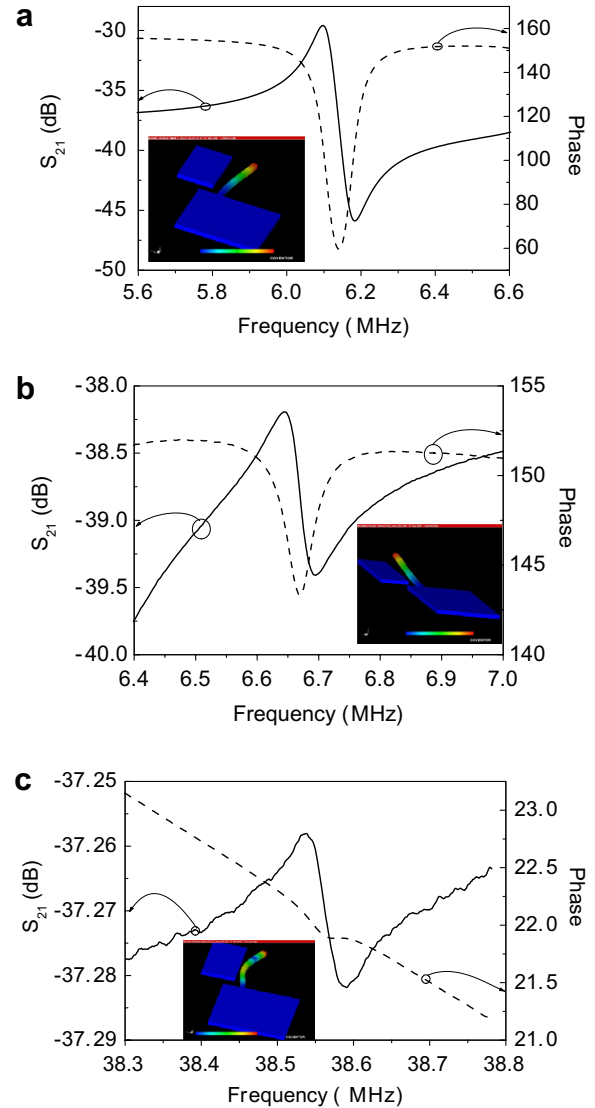 a
-30
-35
-40
-45
-50
S21 (dB)
160
140
120
100
80
60
Phase
COVENTOR
5.6 5.8 6.0 6.2 6.4 6.6
Frequency ( MHz)
b
-38.0
-38.5
-39.0
-39.5
-40.0
S21 (dB)
155
150
145
140
Phase
COVENTOR
6.4 6.5 6.6 6.7 6.8 6.9 7.0
Frequency (MHz)
c
-37.25
-37.26
-37.27
-37.28
-37.29
S21 (dB)
23.0
22.5
22.0
21.5
21.0
Phase
38.3 38.4 38.5 38.6 38.7 38.8
Frequency ( MHz)